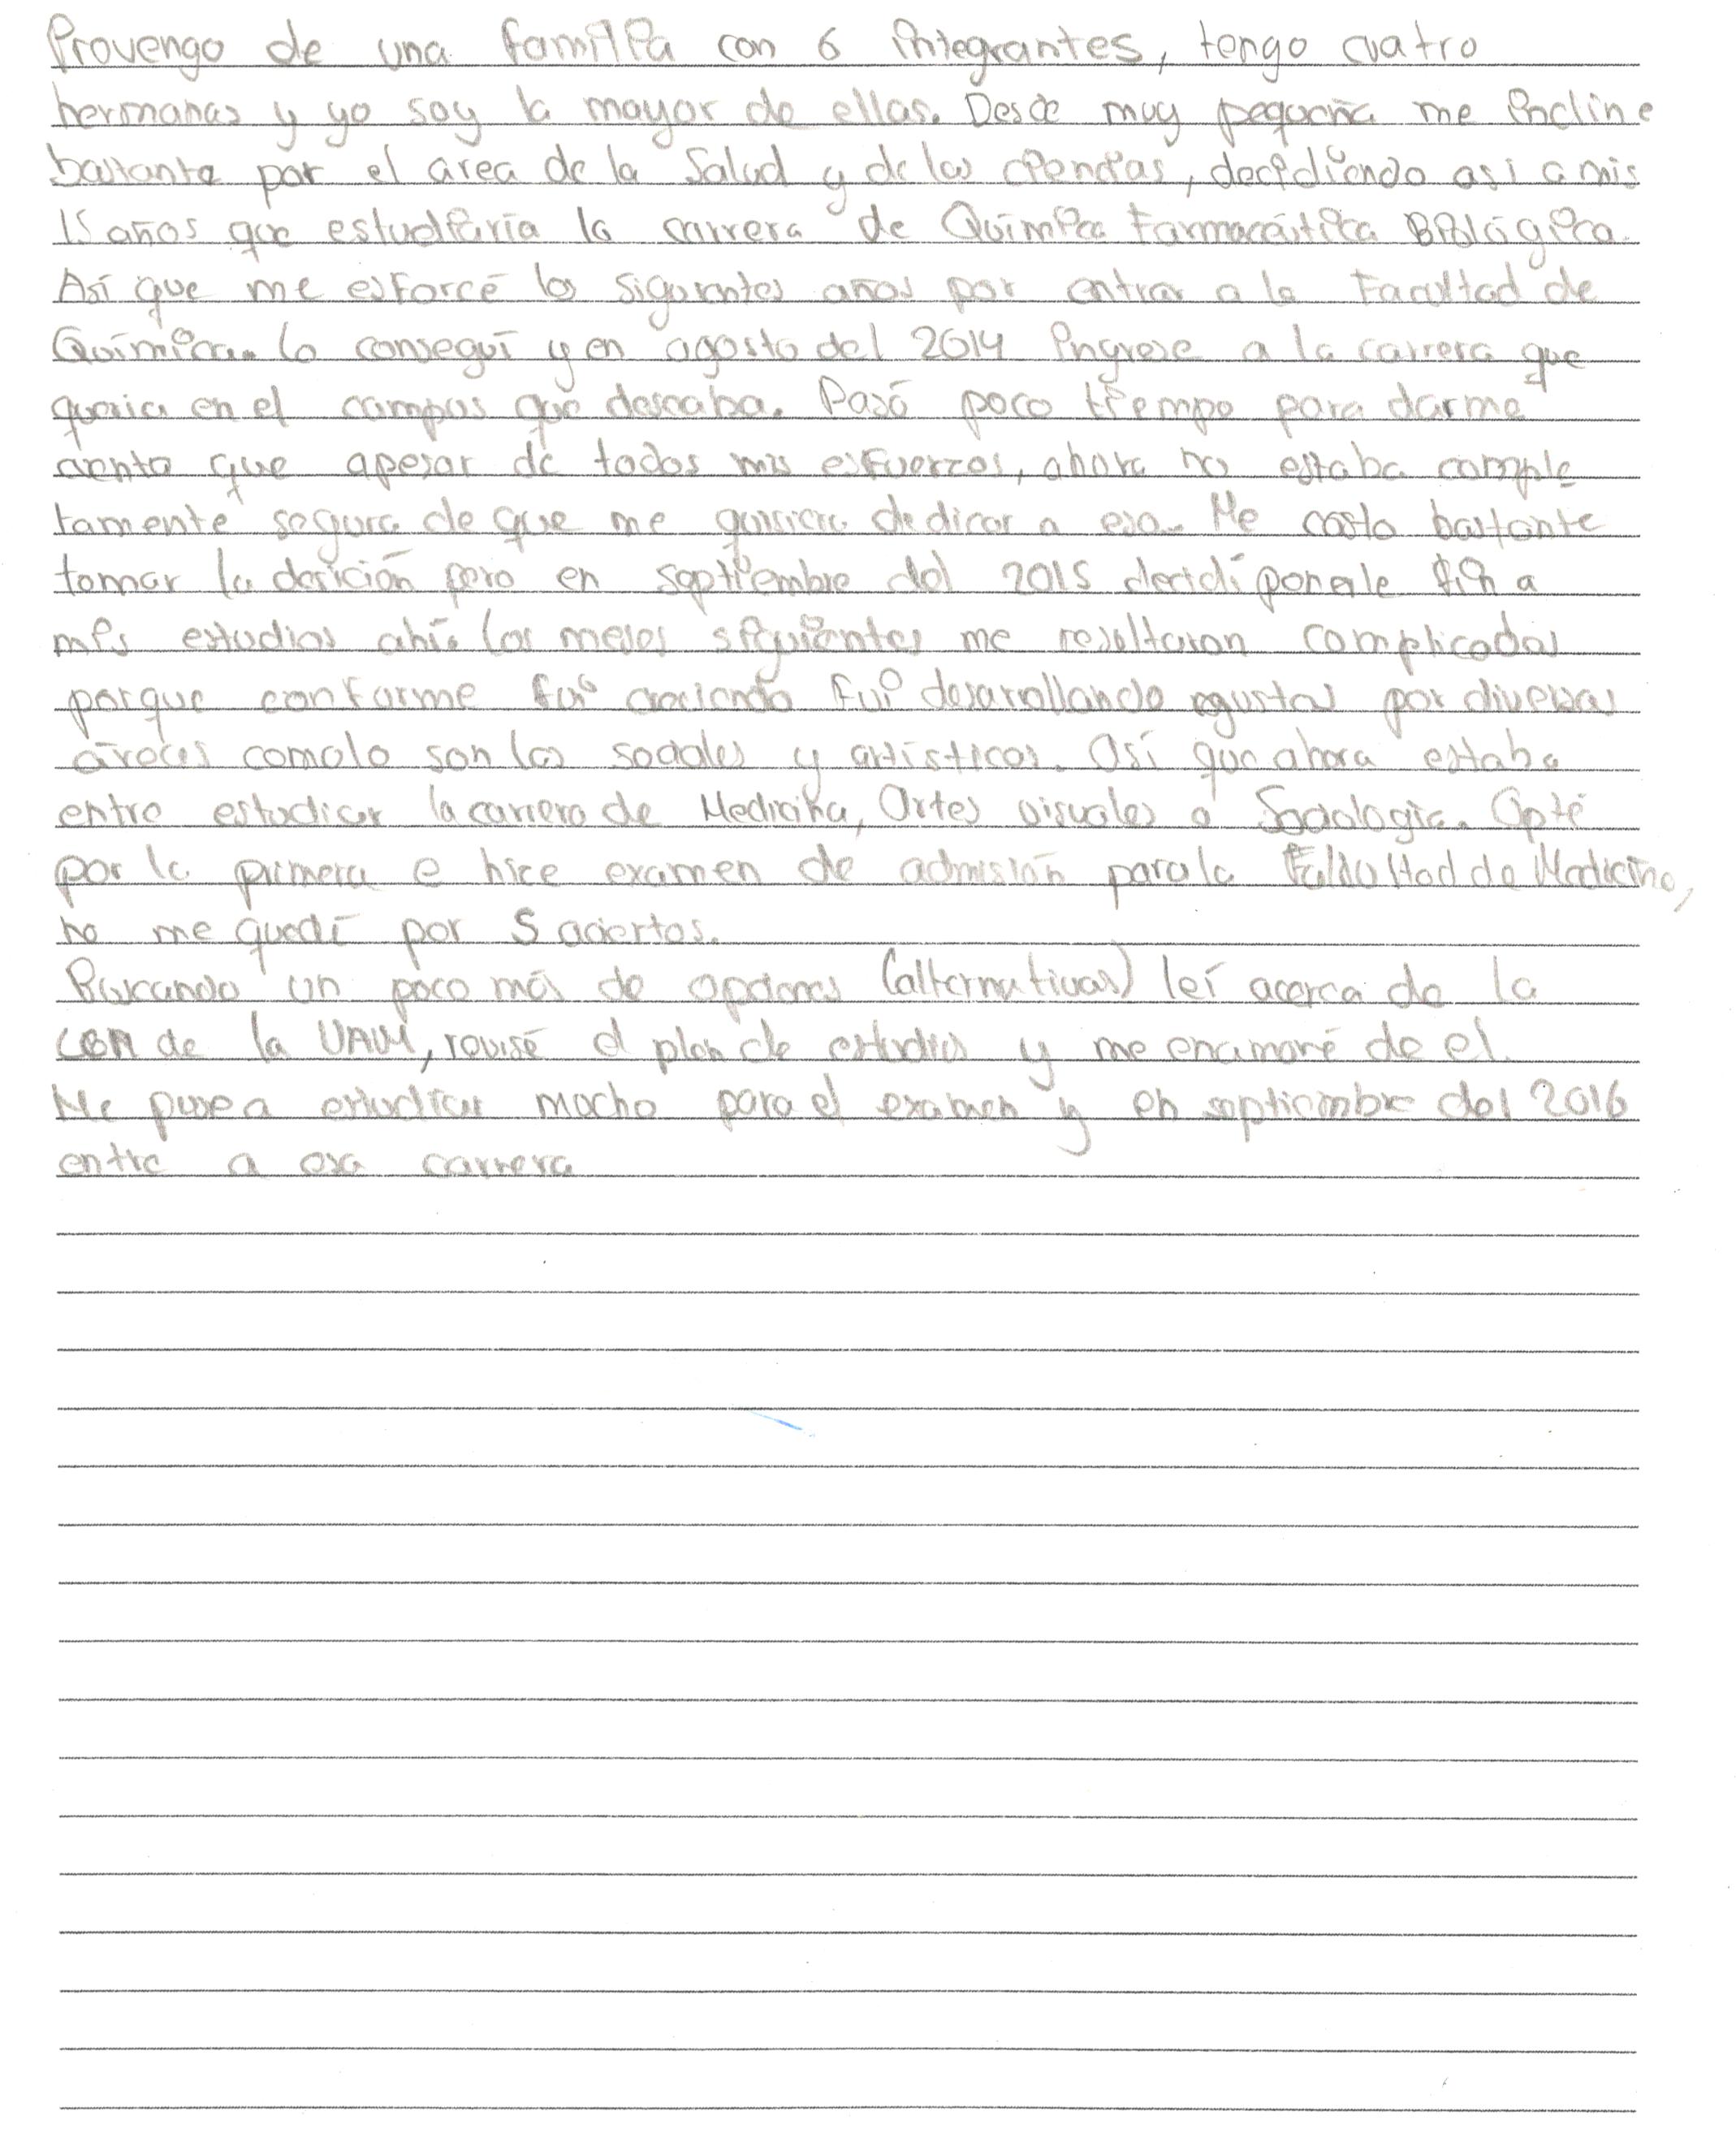 Provengo de una familia con 6 integrantes, tengo cuatro
hermanas y yo soy la mayor de ellas. Desde muy pequeña me incline
bastante por el área de la Salud y de las ciencias, decidiendo asi a mis
15 años que estudiaria la carrera de Química Farmacéutica Biológica.
Así que me esforcé los siguientes años por entrar a la Facultad de
Química. Lo conseguí y en agosto del 2014 ingrese a la carrera que
queria en el campus que deseaba. Pasó poco tiempo para darme
cuenta que apesar de todos mis esfuerzos, ahora no estaba comple
tamente segura de que me quisiera dedicar a eso. Me costo bastante
tomar la decición pero en septiembre del 2015 decidí ponerle fin a
mis estudios ahí. Los meses siguientes me resultaron complicados
porque conforme fui creciendo fui desarollando gustos por diversas
áreas como lo son las sociales y artísticas. Así que ahora estaba
entre estudiar la carrera de Medicina, Artes visuales o Sociologia. Opté
por la primera e hice examen de admisión para la Facultad de Medicina,
no me quedé por 5 aciertos.
Buscando un poco más de opciones (alternativas) leí acerca de la
de la UAM, revisé el plan de estudios y me enamoré de el.
Me puse a estudiar mucho para el examen y en septiembre del 2016
entre a esa carrera